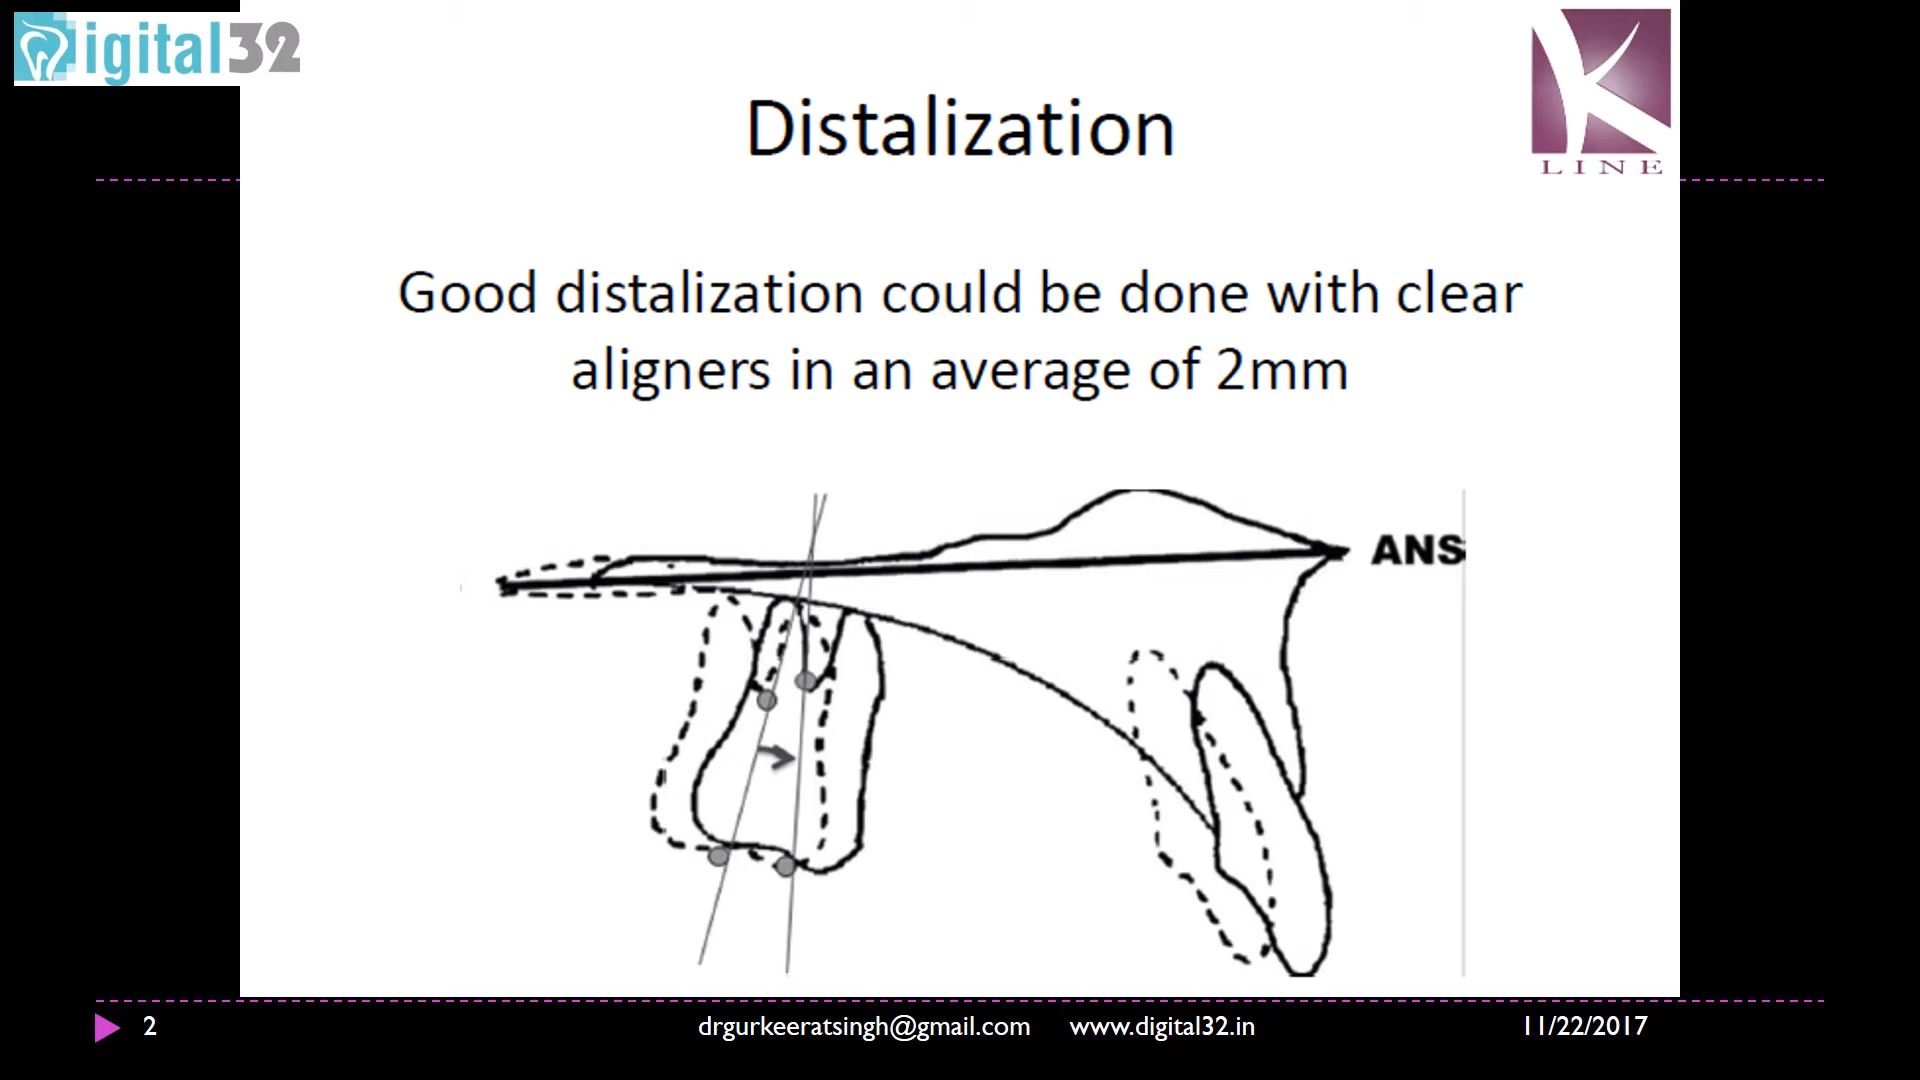 Digital32
K
LINE
Distalization
Good distalization could be done with clear
aligners in an average of 2mm
ANS
2
drgurkeeratsingh@gmail.com
www.digital32.in
11/22/2017